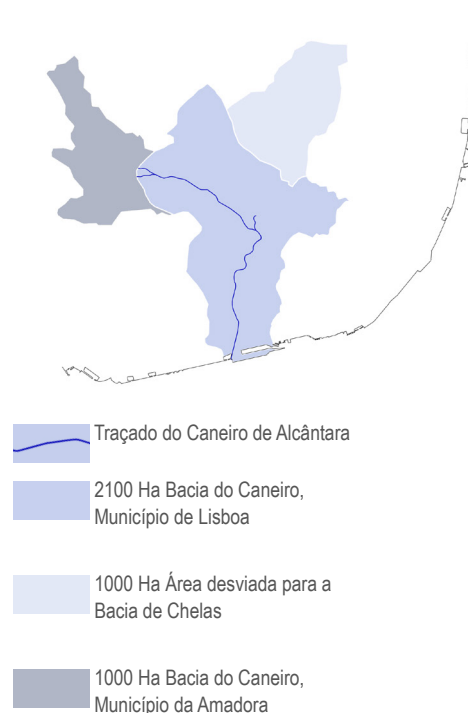 Traçado do Caneiro de Alcântara
2100 Ha Bacia do Caneiro,
Município de Lisboa
1000 Ha Área desviada para a
Bacia de Chelas
1000 Ha Bacia do Caneiro,
Município da Amadora